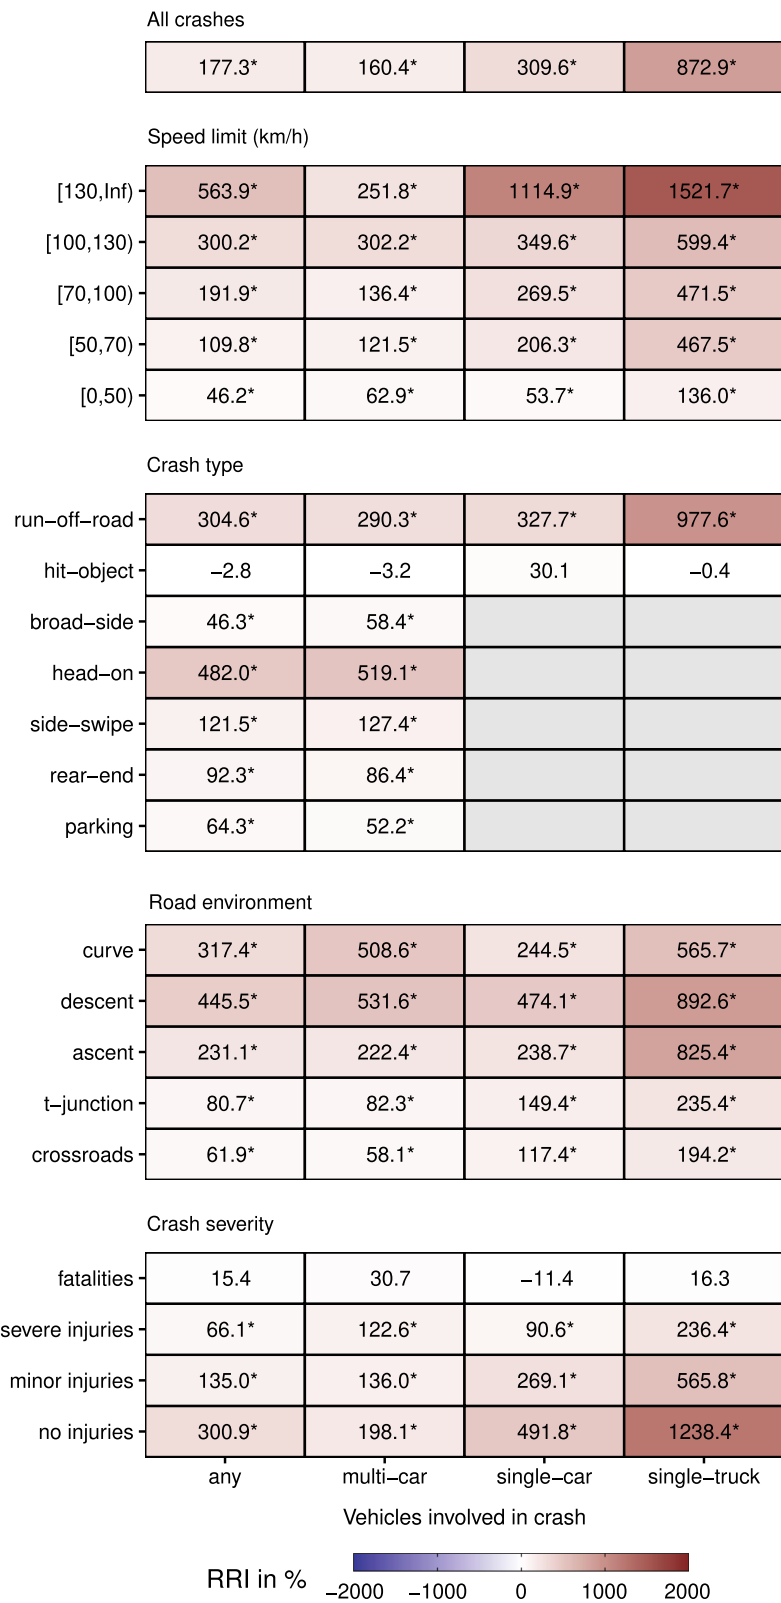 All crashes
177.3* 160.4* 309.6* 872.9*
Speed limit (km/h)
[130,Inf) 563.9* 251.8* 1114.9* 1521.7*
[100,130) 300.2* 302.2* 349.6* 599.4*
[70,100) 191.9* 136.4* 269.5* 471.5*
[50,70) 109.8* 121.5* 206.3* 467.5*
[0,50) 46.2* 62.9* 53.7* 136.0*
Crash type
run−off−road 304.6* 290.3* 327.7* 977.6*
hit−object −2.8 −3.2 30.1 −0.4
broad−side 46.3* 58.4*
head−on 482.0* 519.1*
side−swipe 121.5* 127.4*
rear−end 92.3* 86.4*
parking 64.3* 52.2*
Road environment
curve 317.4* 508.6* 244.5* 565.7*
descent 445.5* 531.6* 474.1* 892.6*
ascent 231.1* 222.4* 238.7* 825.4*
t−junction 80.7* 82.3* 149.4* 235.4*
crossroads 61.9* 58.1* 117.4* 194.2*
Crash severity
fatalities 15.4 30.7 −11.4 16.3
severe injuries 66.1* 122.6* 90.6* 236.4*
minor injuries 135.0* 136.0* 269.1* 565.8*
no injuries 300.9* 198.1* 491.8* 1238.4*
any multi−car single−car single−truck
Vehicles involved in crash
RRI in % −2000 −1000 0 1000 2000